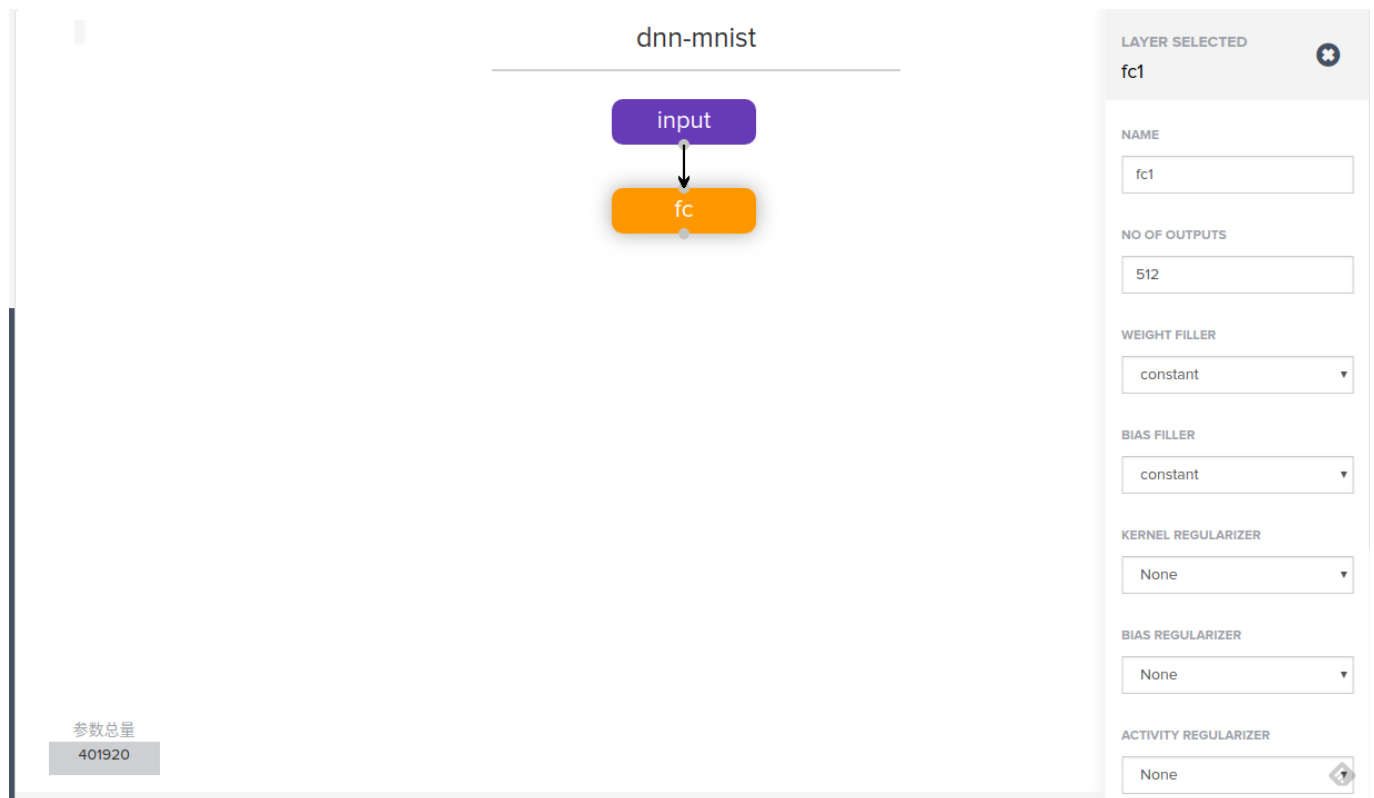 dnn-mnist
input
fc
参数总量
401920
LAYER SELECTED
fc1
NAME
fc1
NO OF OUTPUTS
512
WEIGHT FILLER
constant
BIAS FILLER
constant
KERNEL REGULARIZER
None
BIAS REGULARIZER
None
ACTIVITY REGULARIZER
None